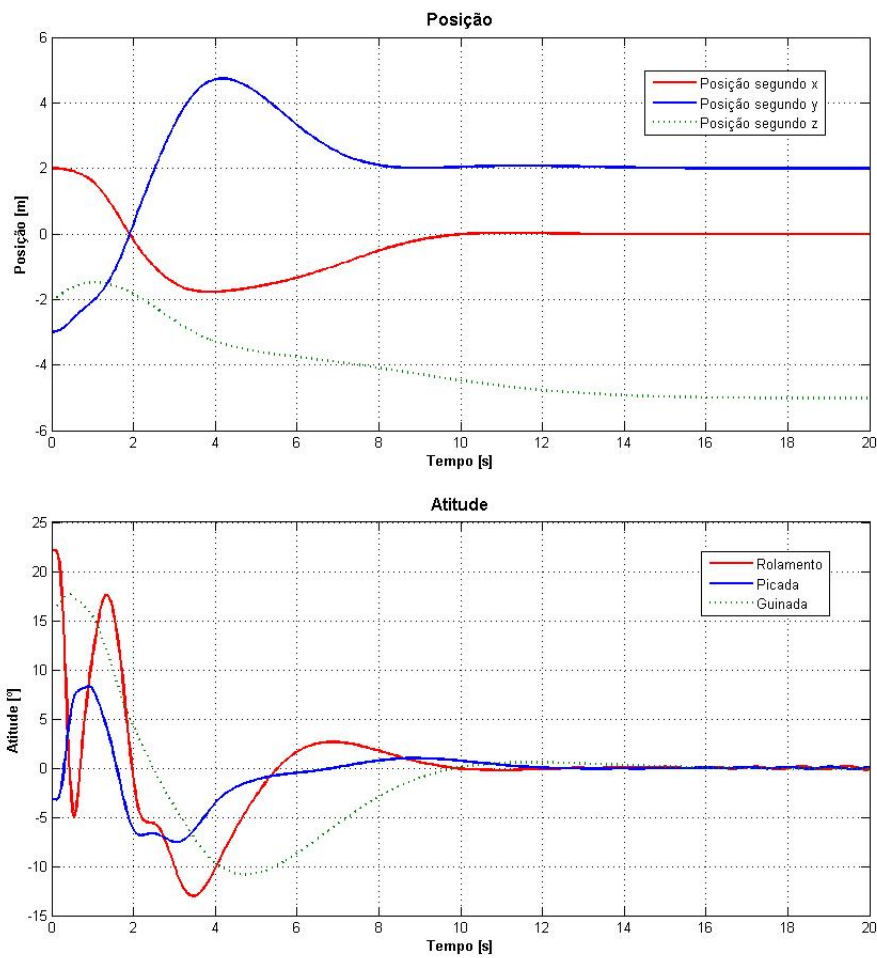 Posição
6
4
2
0
-2
-4
-6
Posição [m]
Posição segundo x
Posição segundo y
Posição segundo z
0 2 4 6 8 10 12 14 16 18 20
Tempo [s]
Atitude
25
20
15
10
5
0
-5
-10
-15
Atitude [º]
Rolamento
Picada
Guinada
0 2 4 6 8 10 12 14 16 18 20
Tempo [s]